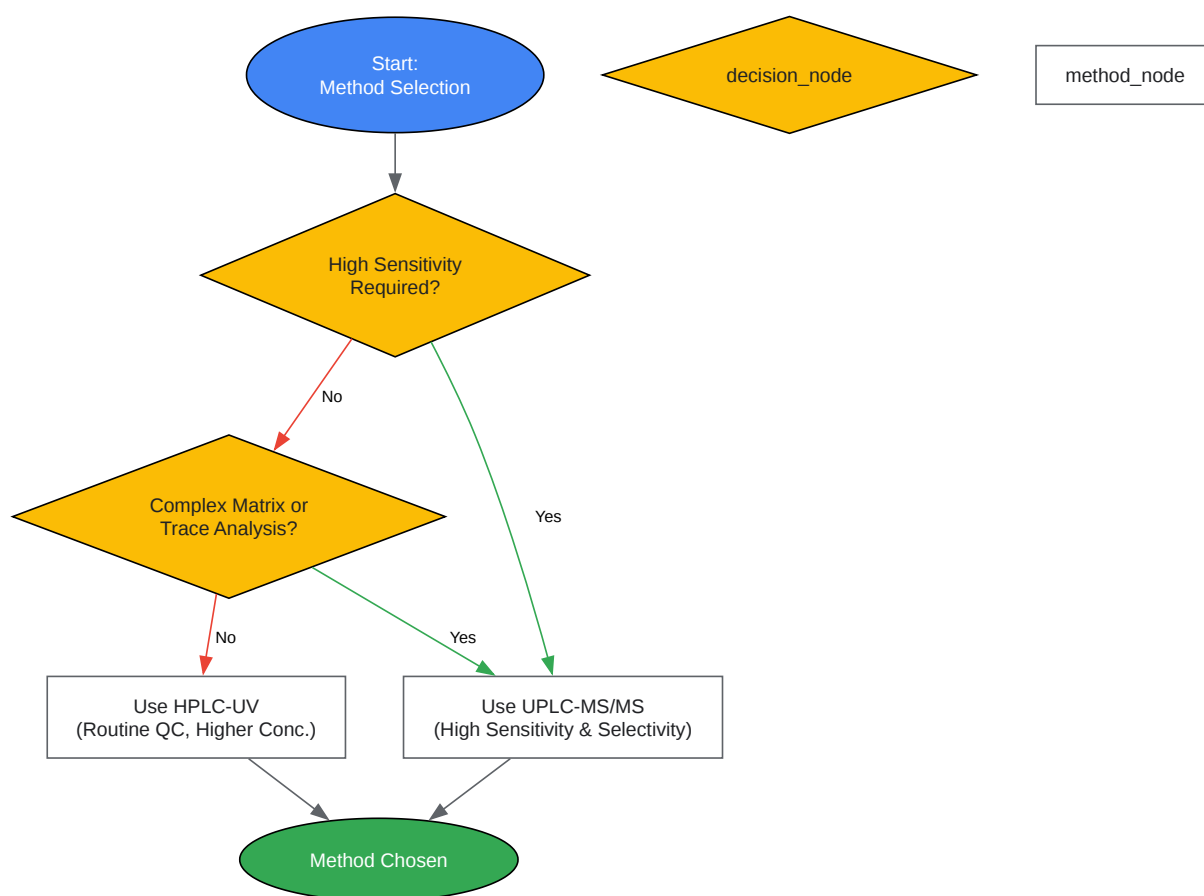 Start:
Method Selection
decision_node
method_node
High Sensitivity
Required?
No
Yes
Complex Matrix or
Trace Analysis?
No
Yes
Use HPLC-UV
(Routine QC, Higher Conc.)
Use UPLC-MS/MS
(High Sensitivity & Selectivity)
Method Chosen